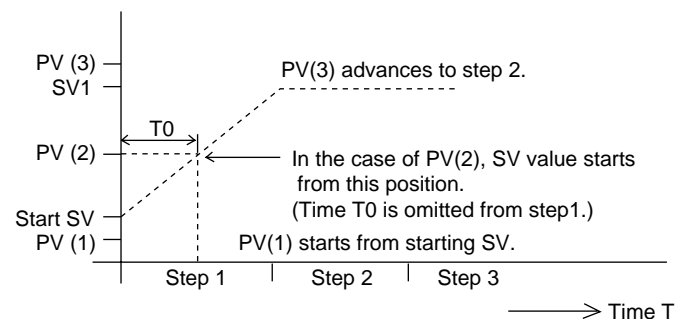 PV (3)
SV1
PV(3) advances to step 2.
T0
PV (2)
In the case of PV(2), SV value starts
from this position.
(Time T0 is omitted from step1.)
Start SV
PV (1)
PV(1) starts from starting SV.
Step 1
Step 2
Step 3
Time T